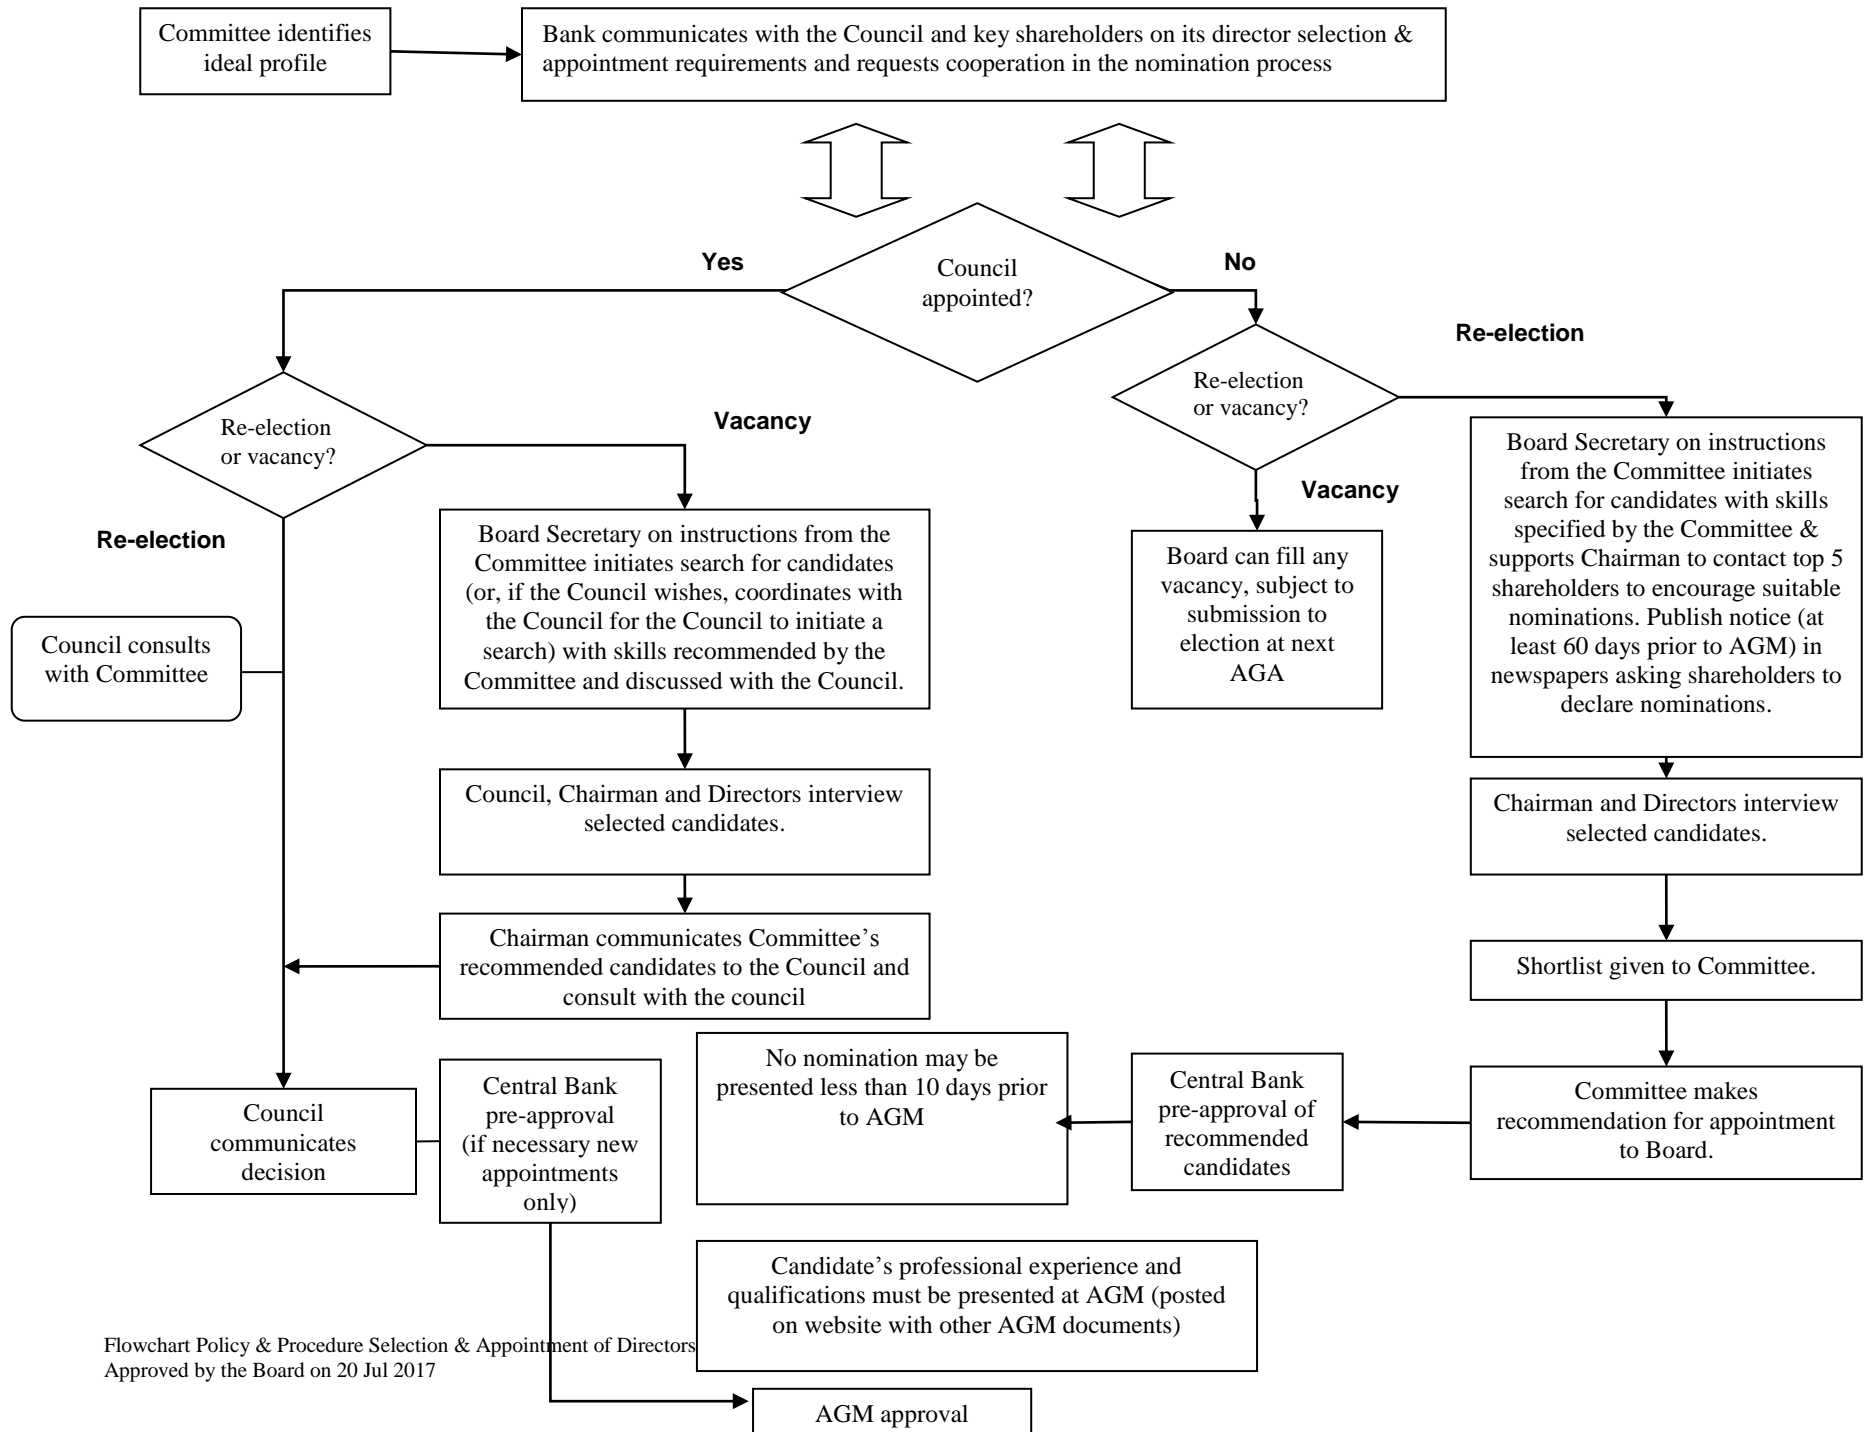 Committee identifies
ideal profile
Bank communicates with the Council and key shareholders on its director selection &
appointment requirements and requests cooperation in the nomination process
Yes
Council
appointed?
No
Re-election
Re-election
or vacancy?
Vacancy
Re-election
or vacancy?
Vacancy
Re-election
Council consults
with Committee
Board Secretary on instructions from the
Committee initiates search for candidates
(or, if the Council wishes, coordinates with
the Council for the Council to initiate a
search) with skills recommended by the
Committee and discussed with the Council.
Board can fill any
vacancy, subject to
submission to
election at next
AGA
Board Secretary on instructions
from the Committee initiates
search for candidates with skills
specified by the Committee &
supports Chairman to contact top 5
shareholders to encourage suitable
nominations. Publish notice (at
least 60 days prior to AGM) in
newspapers asking shareholders to
declare nominations.
Council, Chairman and Directors interview
selected candidates.
Chairman and Directors interview
selected candidates.
Chairman communicates Committee’s
recommended candidates to the Council and
consult with the council
Shortlist given to Committee.
Council
communicates
decision
Central Bank
pre-approval
(if necessary new
appointments
only)
No nomination may be
presented less than 10 days prior
to AGM
Central Bank
pre-approval of
recommended
candidates
Committee makes
recommendation for appointment
to Board.
Candidate’s professional experience and
qualifications must be presented at AGM (posted
on website with other AGM documents)
Flowchart Policy & Procedure Selection & Appointment of Directors
Approved by the Board on 20 Jul 2017
AGM approval